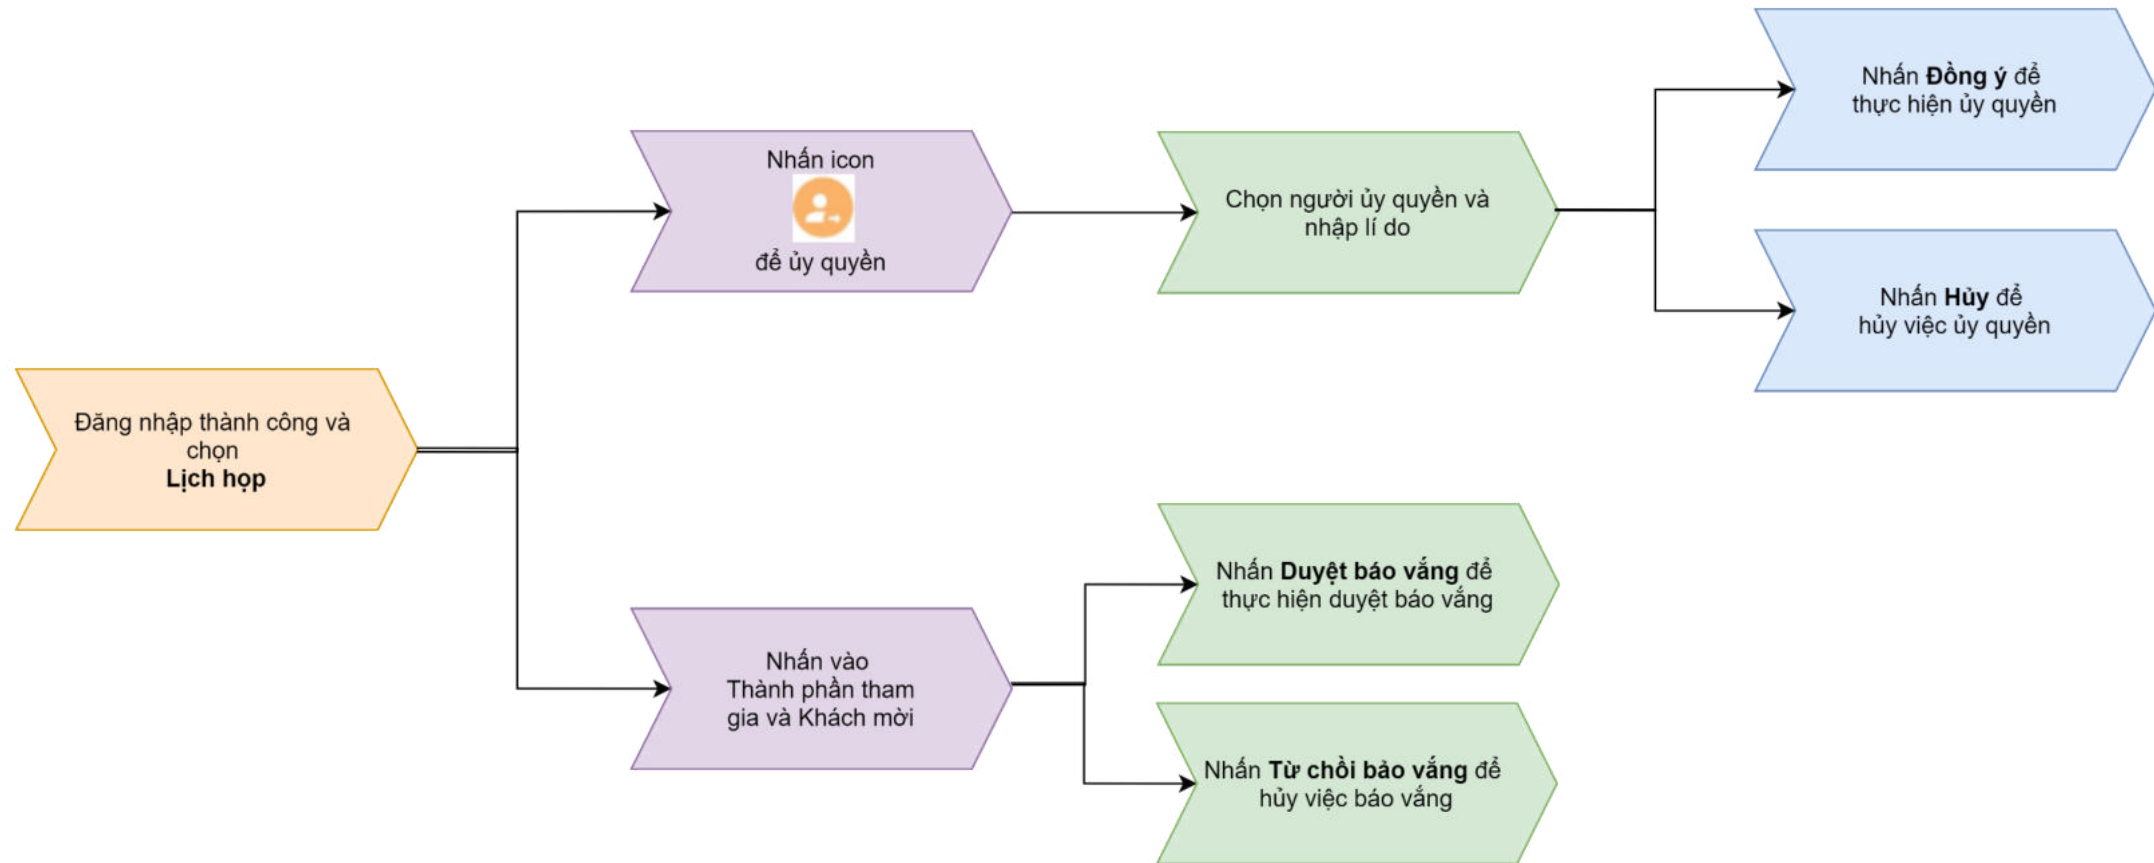 Đăng nhập thành công và
chọn
Lịch họp
Nhấn icon
để ủy quyền
Chọn người ủy quyền và
nhập lí do
Nhấn Đồng ý để
thực hiện ủy quyền
Nhấn Hủy để
hủy việc ủy quyền
Nhấn vào
Thành phần tham
gia và Khách mời
Nhấn Duyệt báo vắng để
thực hiện duyệt báo vắng
Nhấn Từ chồi bảo vắng để
hủy việc báo vắng